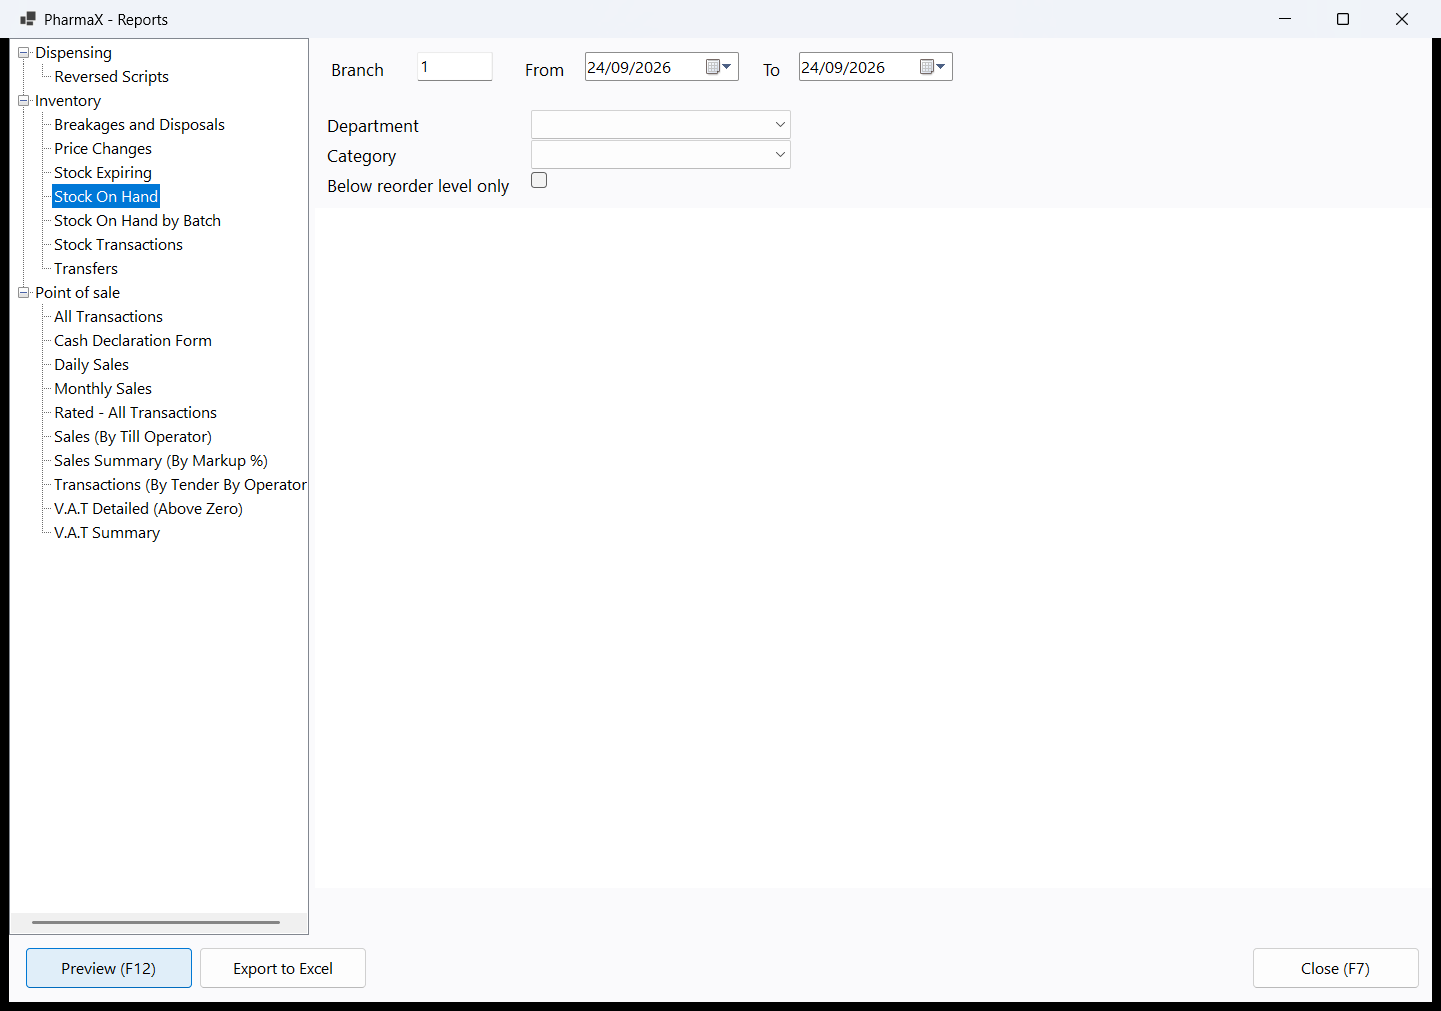 PharmaX - Reports
Dispensing
Reversed Scripts
Inventory
Breakages and Disposals
Price Changes
Stock Expiring
Stock On Hand
Stock On Hand by Batch
Stock Transactions
Transfers
Point of sale
All Transactions
Cash Declaration Form
Daily Sales
Monthly Sales
Rated - All Transactions
Sales (By Till Operator)
Sales Summary (By Markup %)
Transactions (By Tender By Operator
V.A.T Detailed (Above Zero)
V.A.T Summary
Branch 1 From 24/09/2026 To 24/09/2026
Department
Category
Below reorder level only
Preview (F12) Export to Excel Close (F7)